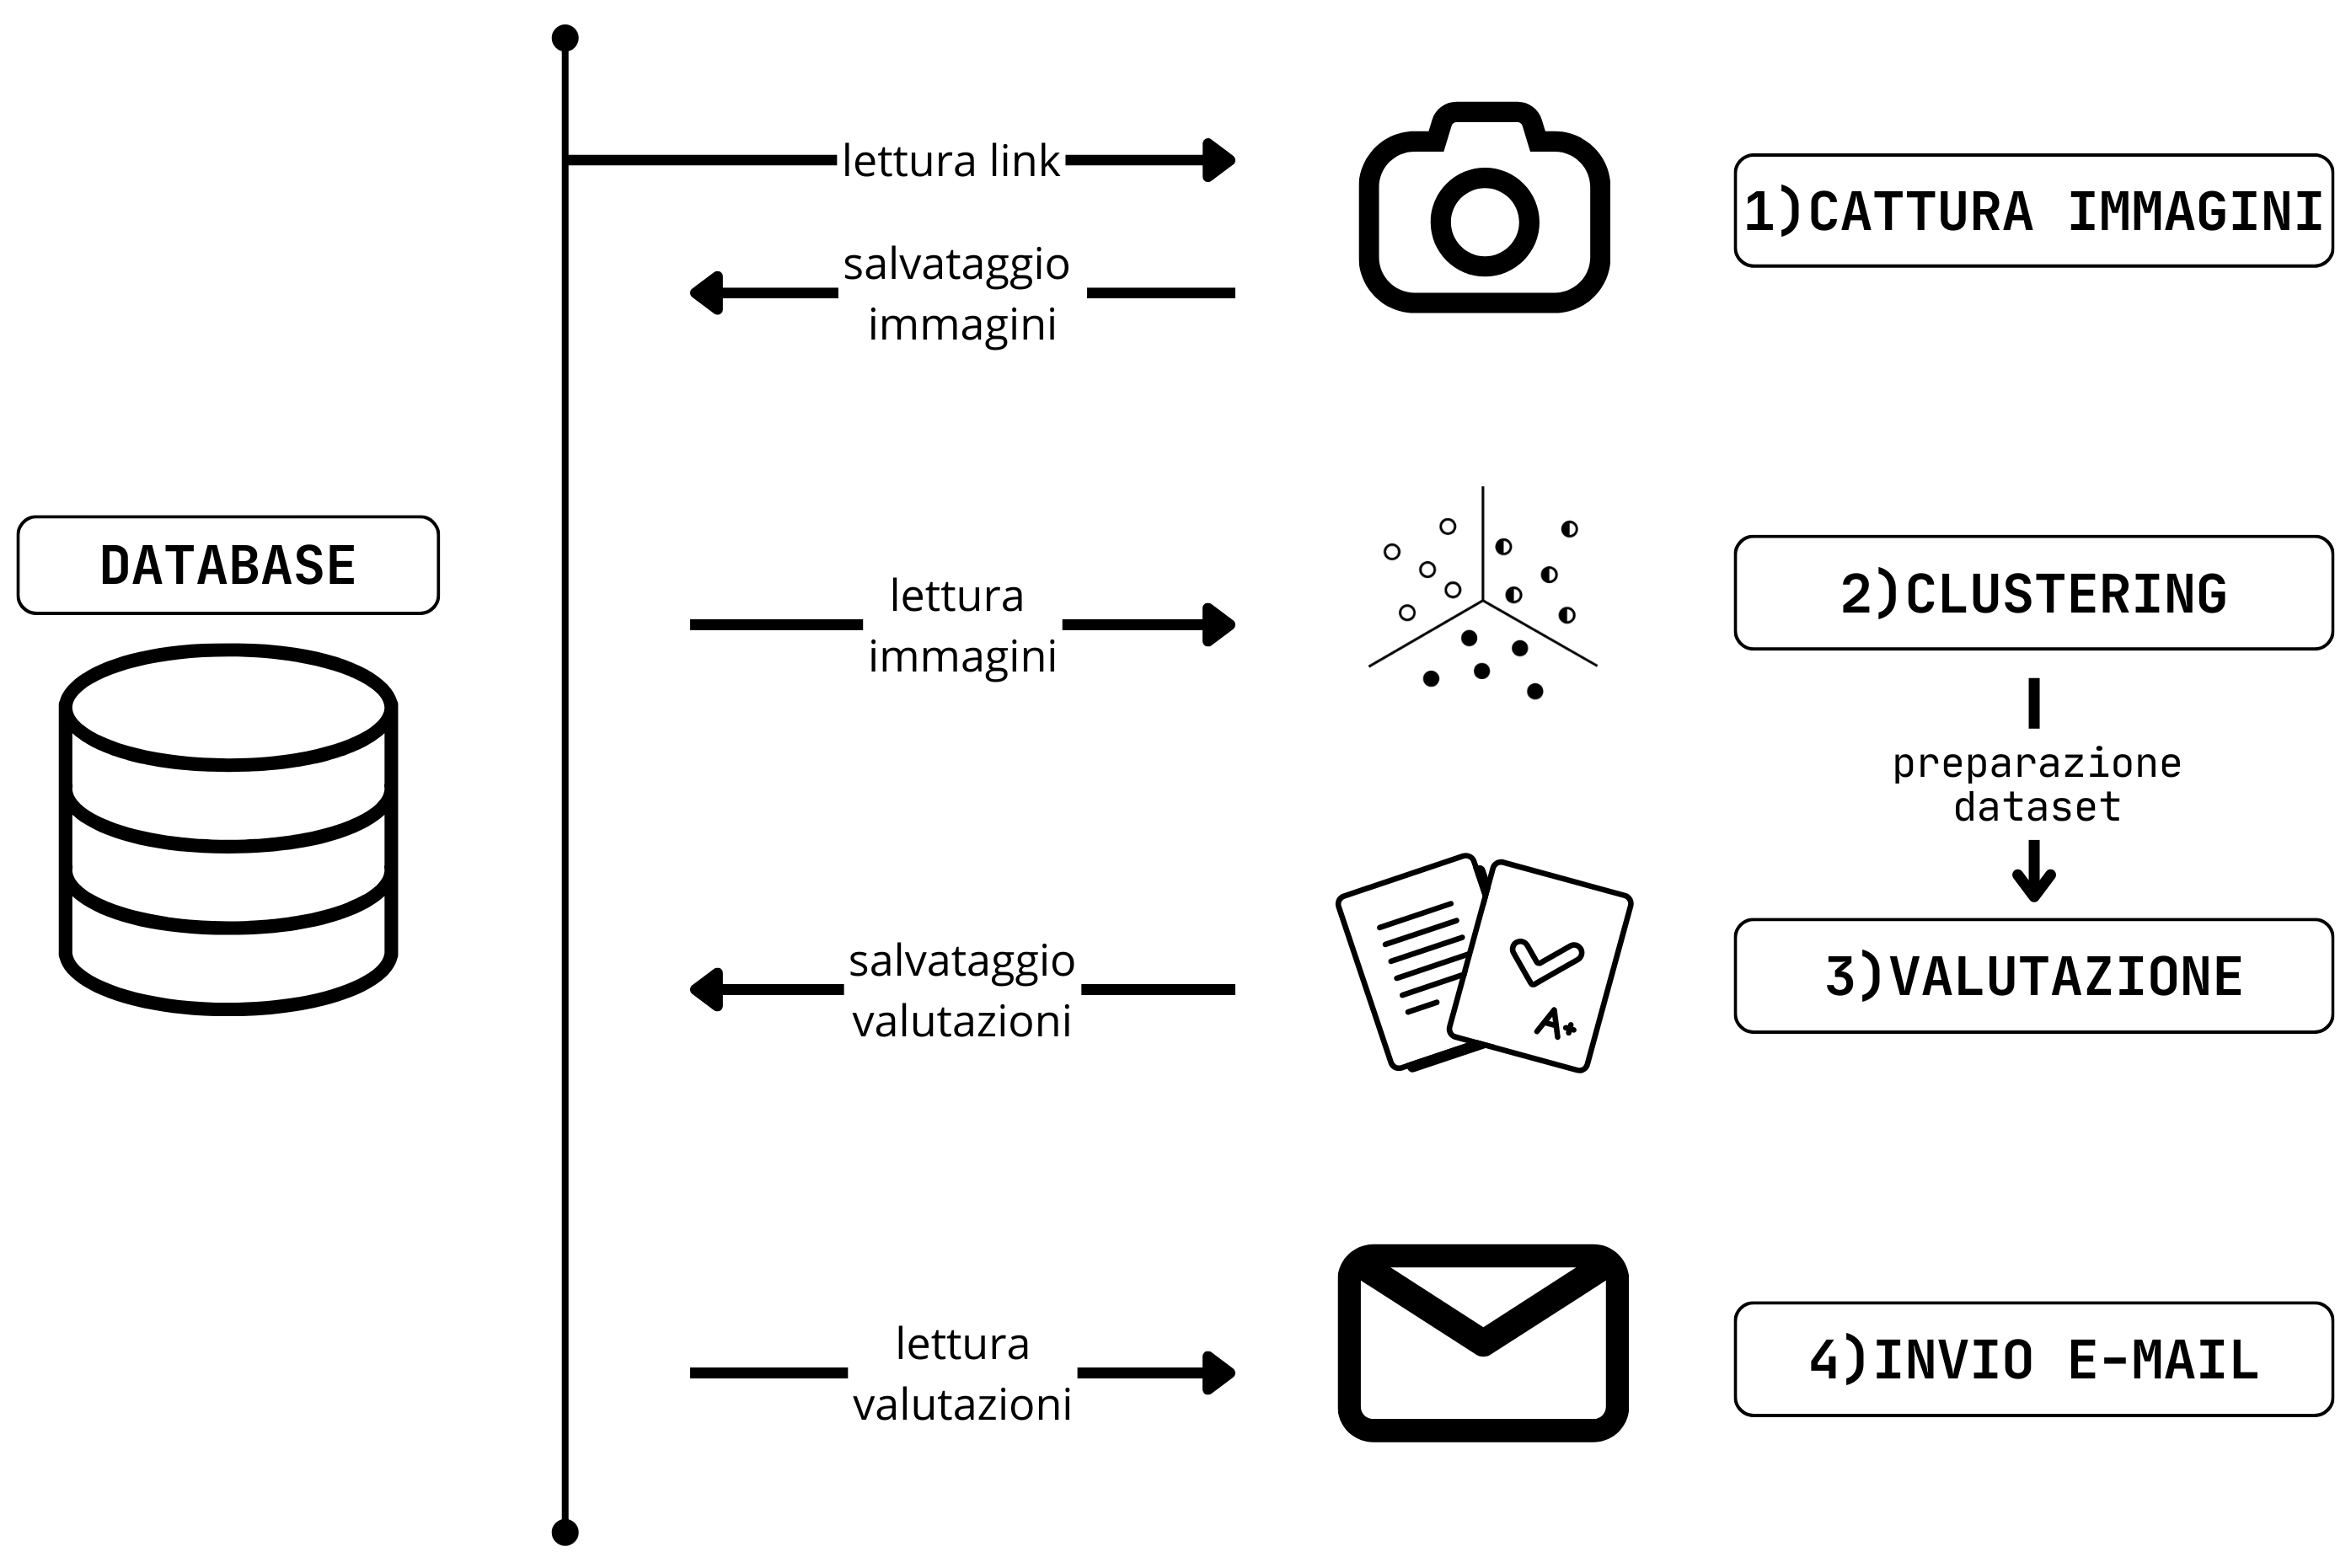 lettura link
1)CATTURA IMMAGINI
salvataggio
immagini
DATABASE
lettura
immagini
2)CLUSTERING
preparazione
dataset
salvataggio
valutazioni
A+
3)VALUTAZIONE
lettura
valutazioni
4)INVIO E-MAIL